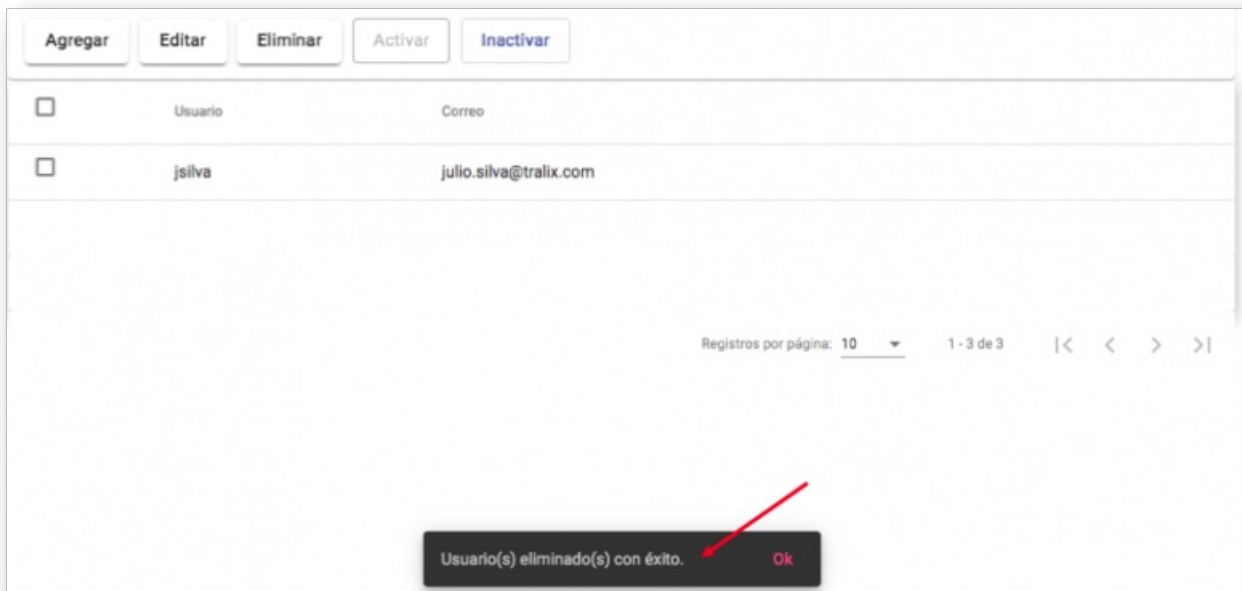 Agregar Editar Eliminar Activar Inactivar
Usuario Correo
jsilva julio.silva@tralix.com
Registros por página: 10 1 - 3 de 3
Usuario(s) eliminado(s) con éxito. Ok